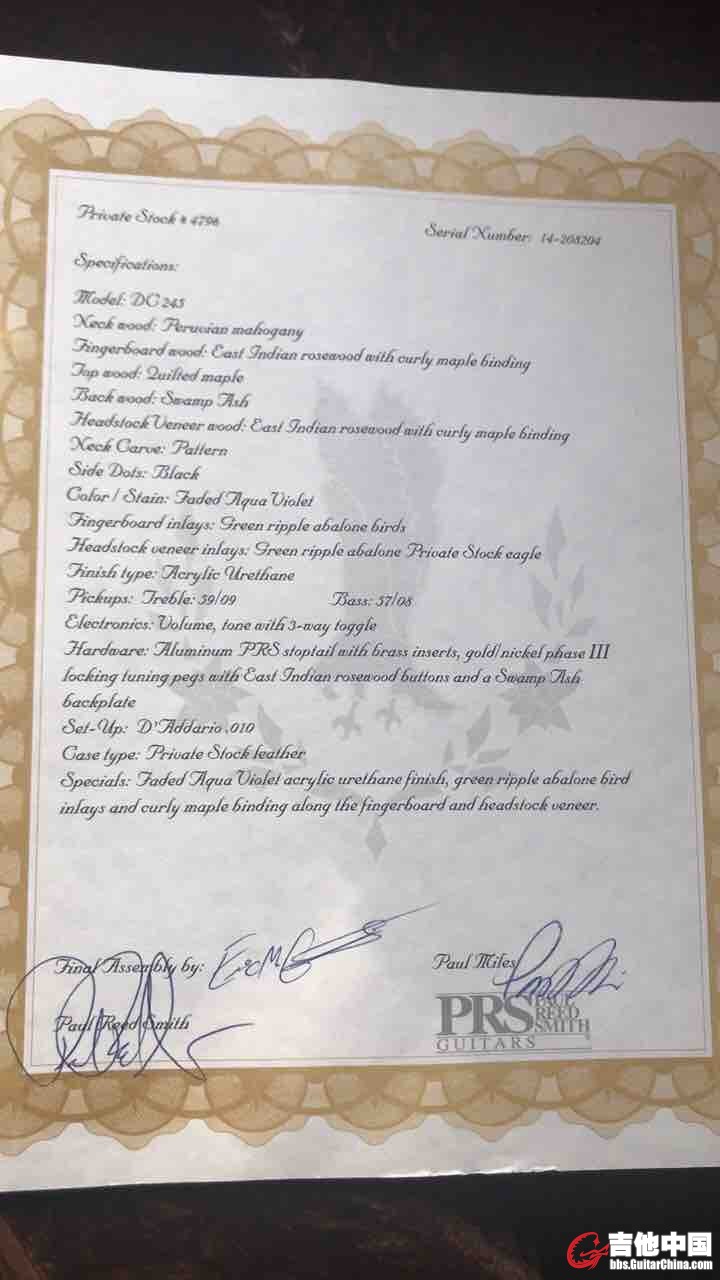 Private Stock # 4796
Serial Number: 14-208204
Specifications:
Model: DC 245
Neck wood: Peruvian mahogany
Fingerboard wood: East Indian rosewood with curly maple binding
Top wood: Quilted maple
Back wood: Swamp Ash
Headstock Veneer wood: East Indian rosewood with curly maple binding
Neck Carve: Pattern
Side Dots: Black
Color / Stain: Faded Aqua Violet
Fingerboard inlays: Green ripple abalone birds
Headstock veneer inlays: Green ripple abalone Private Stock eagle
Finish type: Acrylic Urethane
Pickups: Treble: 59/09 Bass: 57/08
Electronics: Volume, tone with 3-way toggle
Hardware: Aluminum PRS stoptail with brass inserts, gold/nickel phase III
locking tuning pegs with East Indian rosewood buttons and a Swamp Ash
backplate
Set-Up: D'Addario .010
Case type: Private Stock leather
Specials: Faded Aqua Violet acrylic urethane finish, green ripple abalone bird
inlays and curly maple binding along the fingerboard and headstock veneer.
Final Assembly by:
Paul Miles
Paul Reed Smith
PRS PAUL REED SMITH
GUITARS
吉他中国
bbs.GuitarChina.com